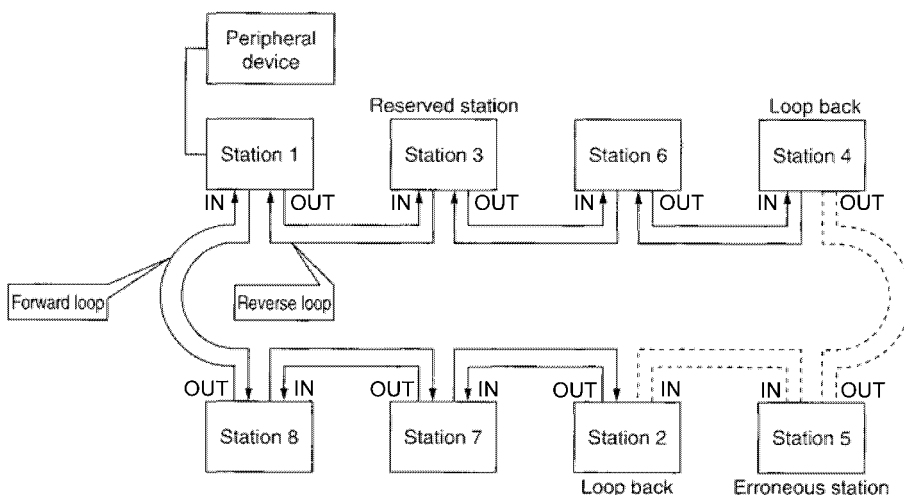 Peripheral
device
Reserved station
Loop back
Station 1
Station 3
Station 6
Station 4
IN
OUT
IN
OUT
IN
OUT
IN
OUT
Forward loop
Reverse loop
OUT
IN
OUT
IN
OUT
IN
IN
OUT
Station 8
Station 7
Station 2
Station 5
Loop back
Erroneous station